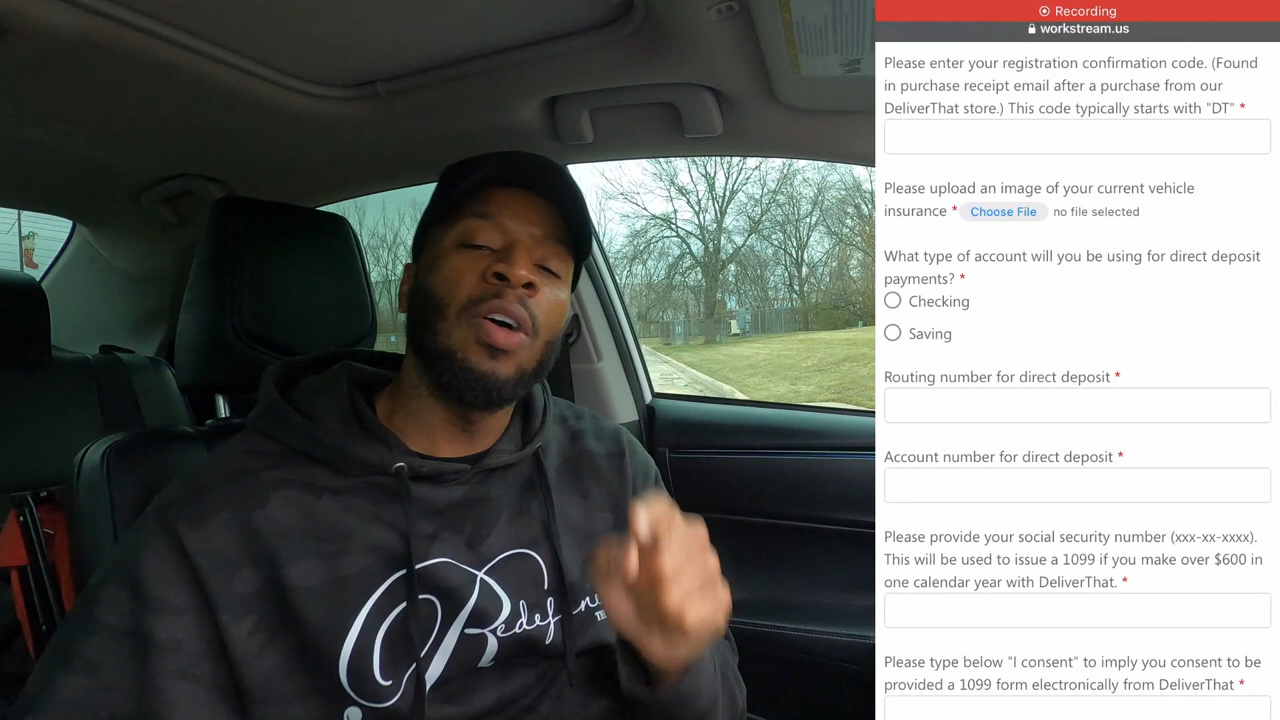 Recording
workstream.us
Please enter your registration confirmation code. (Found
in purchase receipt email after a purchase from our
DeliverThat store.) This code typically starts with "DT" *
Please upload an image of your current vehicle
insurance * Choose File no file selected
What type of account will you be using for direct deposit
payments? *
Checking
Saving
Routing number for direct deposit *
Account number for direct deposit *
Please provide your social security number (xxx-xx-xxxx).
This will be used to issue a 1099 if you make over $600 in
one calendar year with DeliverThat. *
Please type below "I consent" to imply you consent to be
provided a 1099 form electronically from DeliverThat *